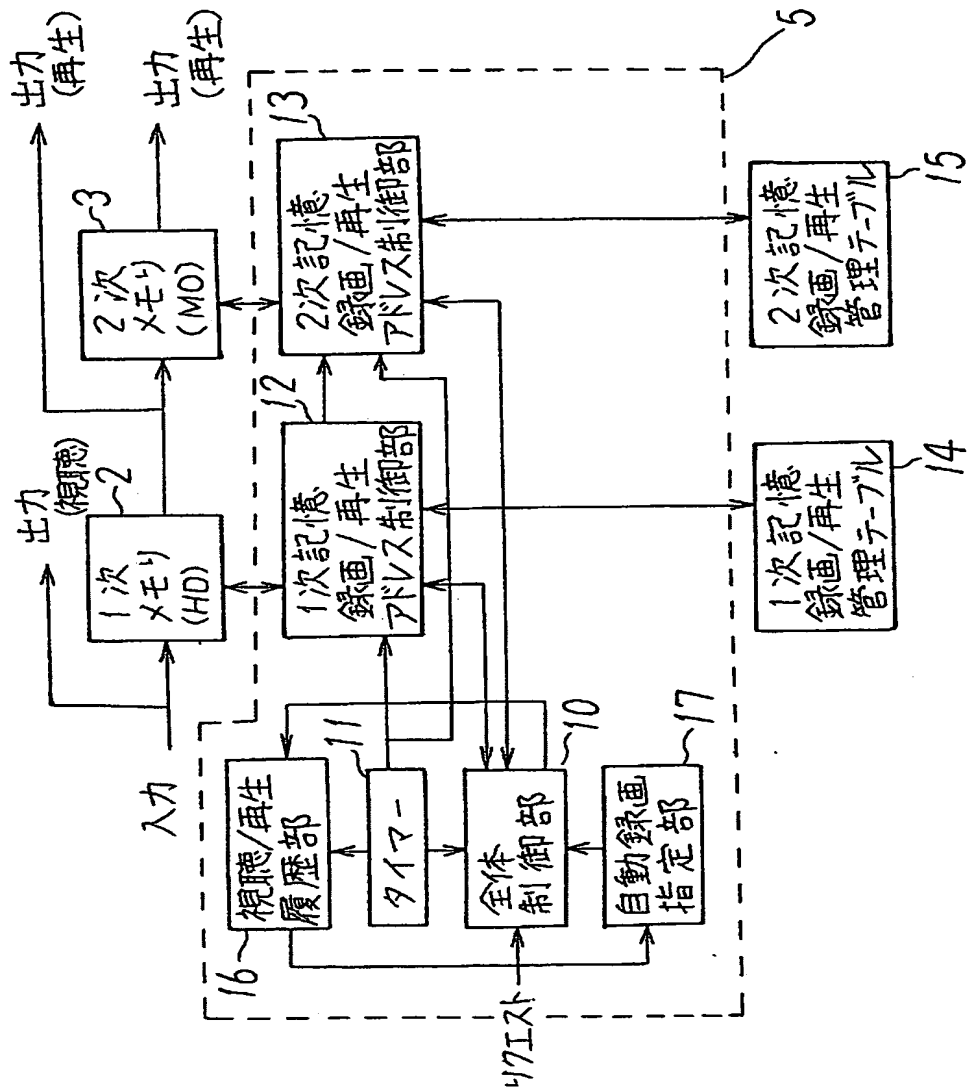 入力
出力
(視聴)
出力
(再生)
出力
(再生)
1次
メモリ
(HD)
2
2次
メモリ
(MO)
3
視聴/再生
履歴部
16
タイマー
11
全体
制御部
10
自動録画
指定部
17
リクエスト
1次記憶
録画/再生
アドレス制御部
12
2次記憶
録画/再生
アドレス制御部
13
5
1次記憶
録画/再生
管理テーブル
14
2次記憶
録画/再生
管理テーブル
15